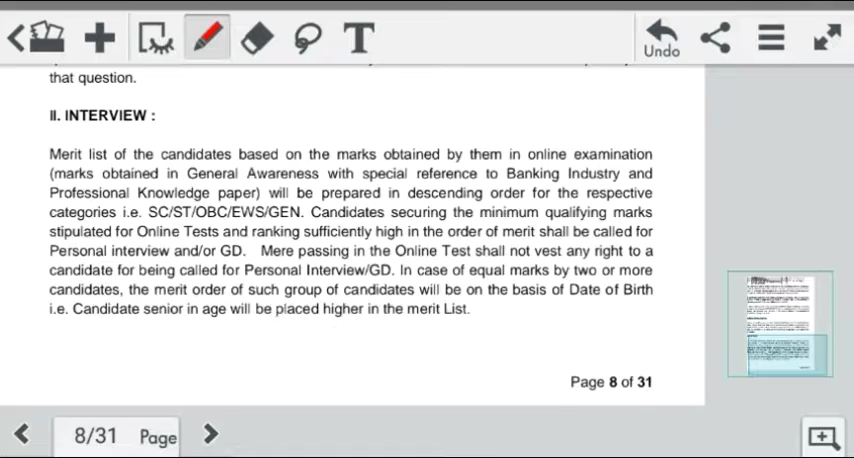 T
Undo
that question.
II. INTERVIEW :
Merit list of the candidates based on the marks obtained by them in online examination
(marks obtained in General Awareness with special reference to Banking Industry and
Professional Knowledge paper) will be prepared in descending order for the respective
categories i.e. SC/ST/OBC/EWS/GEN. Candidates securing the minimum qualifying marks
stipulated for Online Tests and ranking sufficiently high in the order of merit shall be called for
Personal interview and/or GD. Mere passing in the Online Test shall not vest any right to a
candidate for being called for Personal Interview/GD. In case of equal marks by two or more
candidates, the merit order of such group of candidates will be on the basis of Date of Birth
i.e. Candidate senior in age will be placed higher in the merit List.
Page 8 of 31
8/31 Page